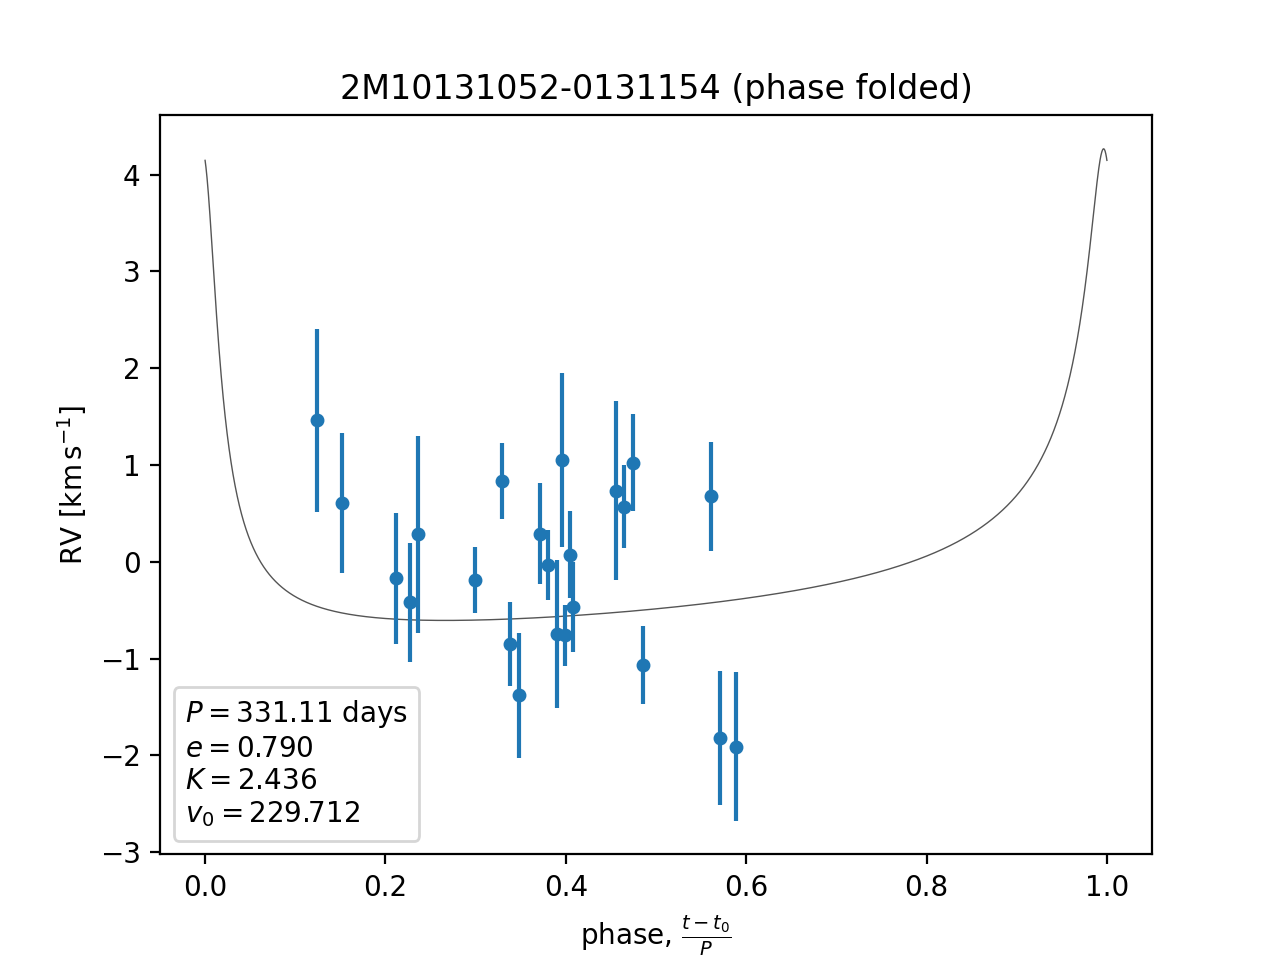 2M10131052-0131154 (phase folded)
4
3
2
1
0
−1
−2
−3
RV [km s⁻¹]
P = 331.11 days
e = 0.790
K = 2.436
v₀ = 229.712
0.0 0.2 0.4 0.6 0.8 1.0
phase, (t − t₀)/P